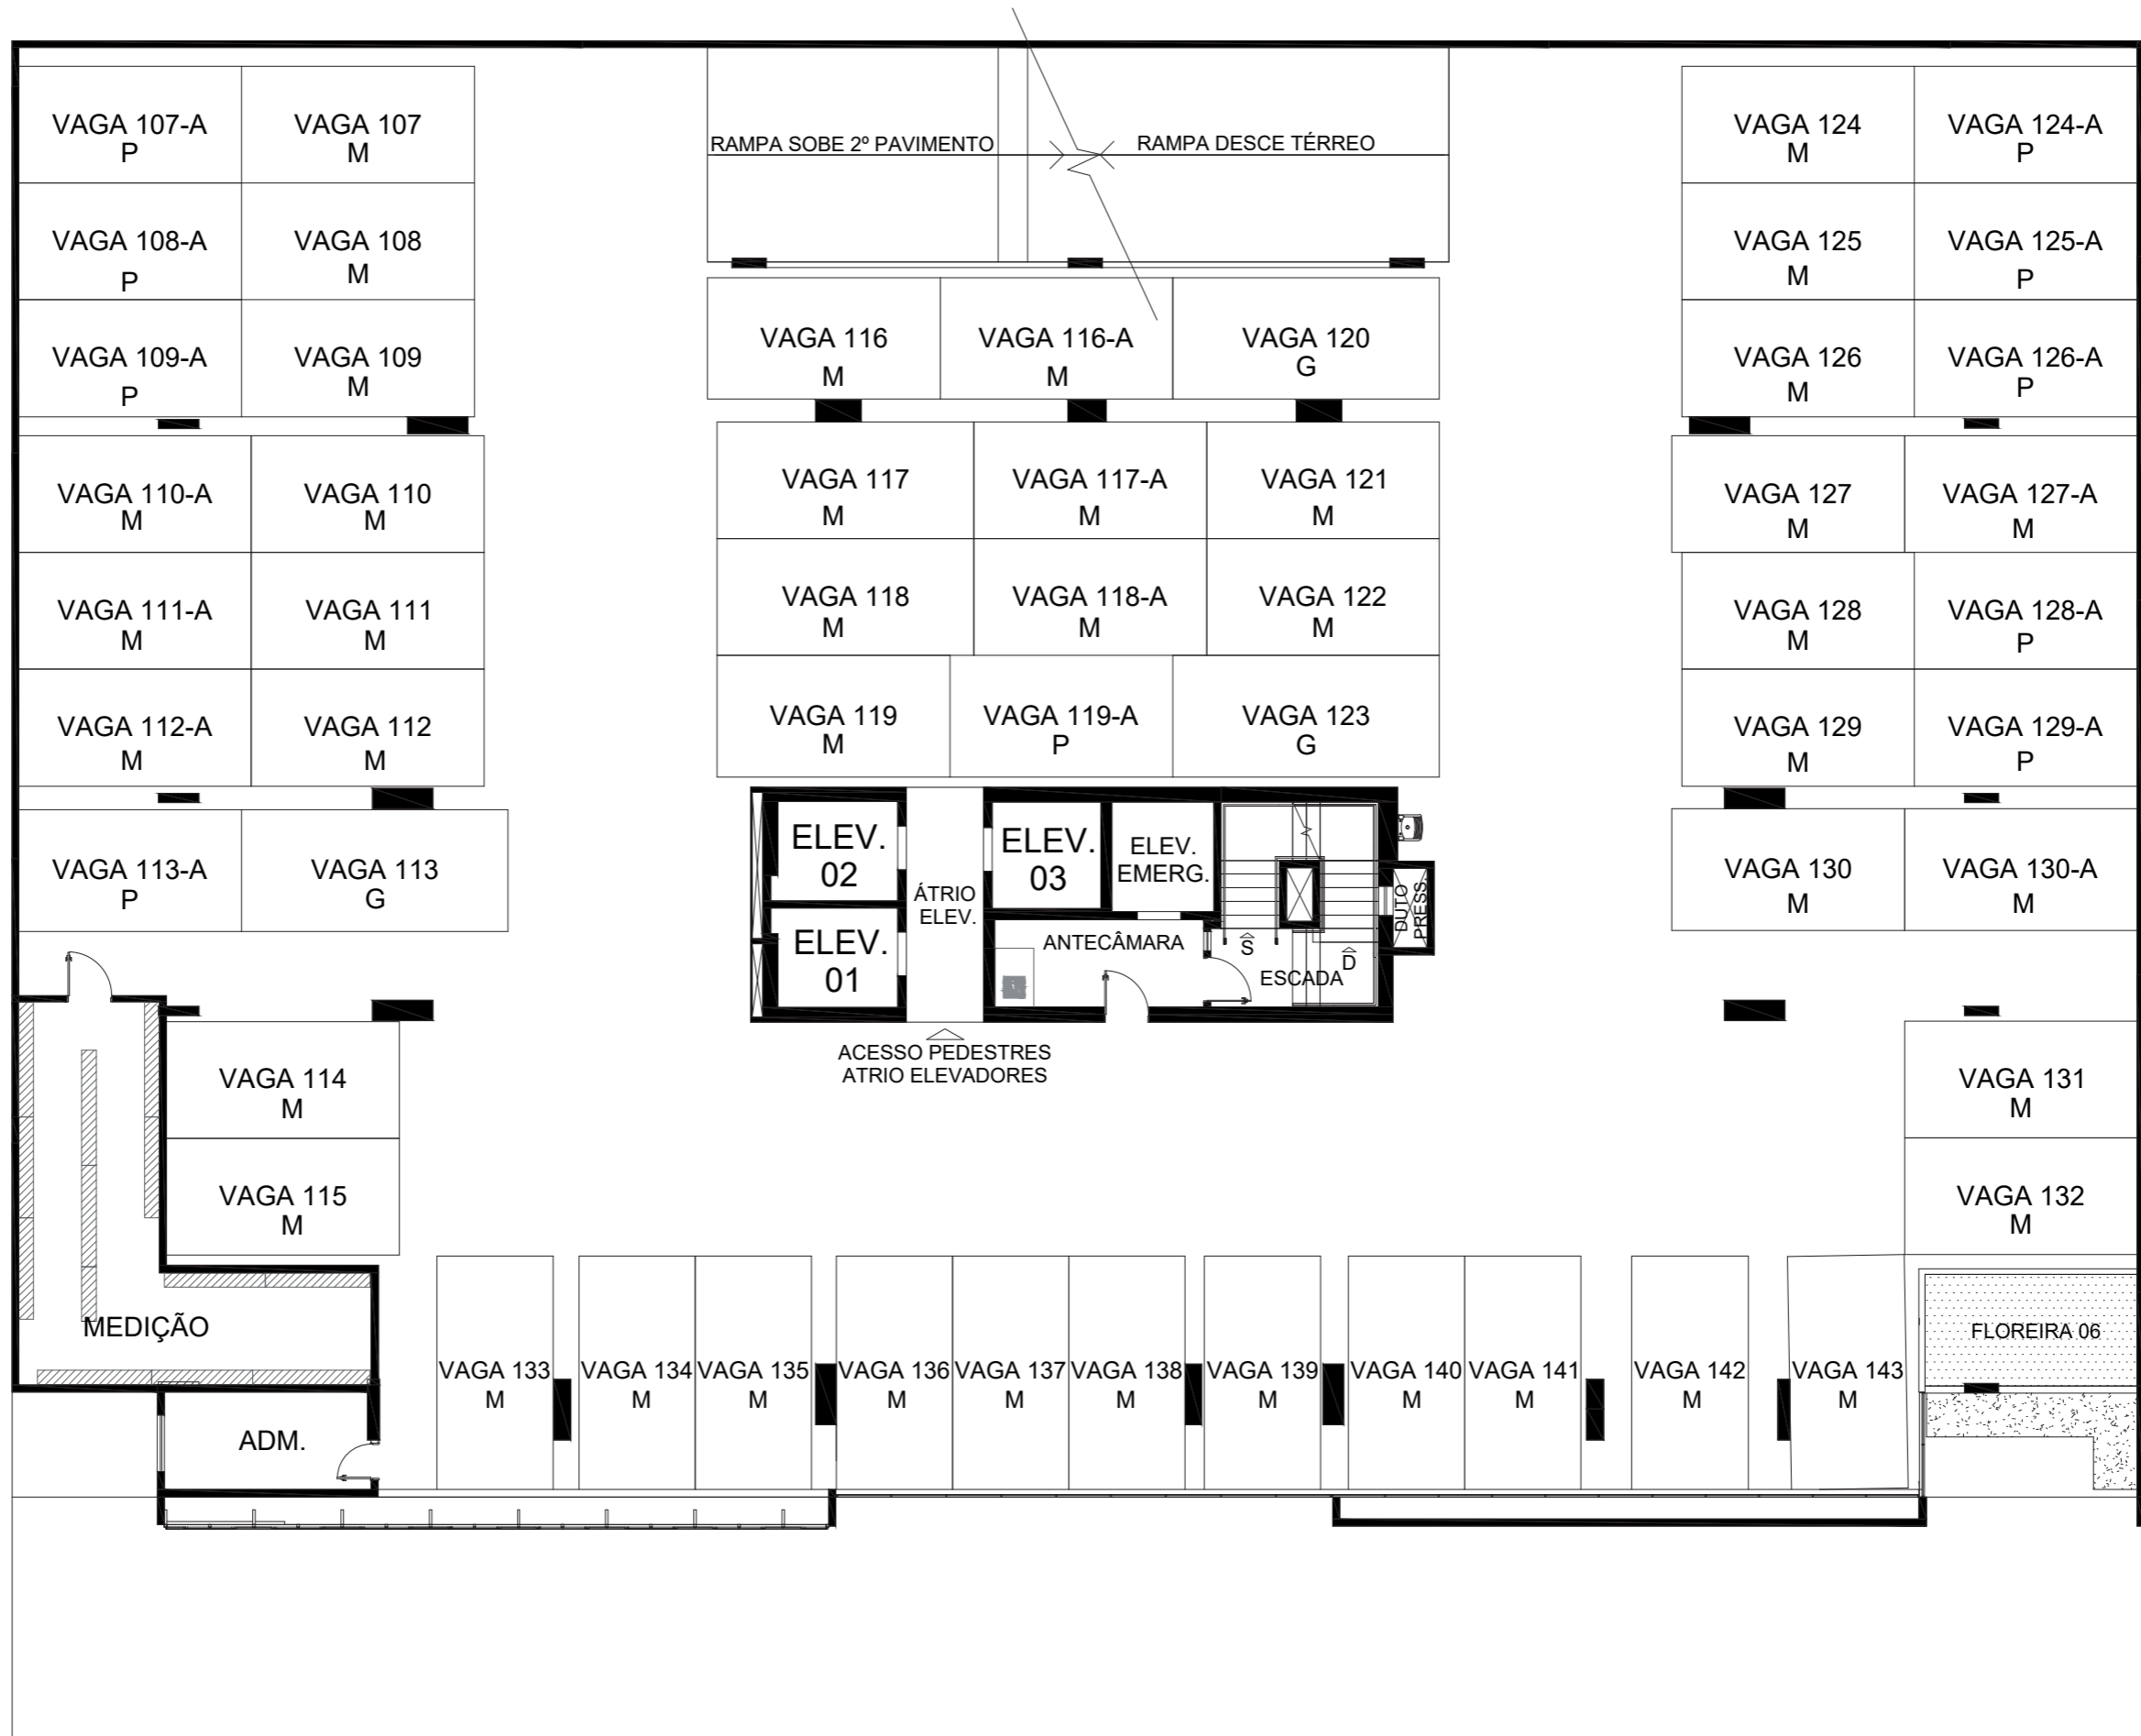 VAGA 107-A
P
VAGA 107
M
RAMPA SOBE 2º PAVIMENTO
RAMPA DESCE TÉRREO
VAGA 124
M
VAGA 124-A
P
VAGA 108-A
P
VAGA 108
M
VAGA 125
M
VAGA 125-A
P
VAGA 109-A
P
VAGA 109
M
VAGA 116
M
VAGA 116-A
M
VAGA 120
G
VAGA 126
M
VAGA 126-A
P
VAGA 110-A
M
VAGA 110
M
VAGA 117
M
VAGA 117-A
M
VAGA 121
M
VAGA 127
M
VAGA 127-A
M
VAGA 111-A
M
VAGA 111
M
VAGA 118
M
VAGA 118-A
M
VAGA 122
M
VAGA 128
M
VAGA 128-A
P
VAGA 112-A
M
VAGA 112
M
VAGA 119
M
VAGA 119-A
P
VAGA 123
G
VAGA 129
M
VAGA 129-A
P
VAGA 113-A
P
VAGA 113
G
ELEV.
02
ÁTRIO
ELEV.
ELEV.
03
ELEV.
EMERG.
DUTO
PRESS.
VAGA 130
M
VAGA 130-A
M
ELEV.
01
ANTECÂMARA
S
ESCADA
D
ACESSO PEDESTRES
ATRIO ELEVADORES
VAGA 114
M
VAGA 131
M
VAGA 115
M
VAGA 132
M
MEDIÇÃO
FLOREIRA 06
VAGA 133
M
VAGA 134
M
VAGA 135
M
VAGA 136
M
VAGA 137
M
VAGA 138
M
VAGA 139
M
VAGA 140
M
VAGA 141
M
VAGA 142
M
VAGA 143
M
ADM.